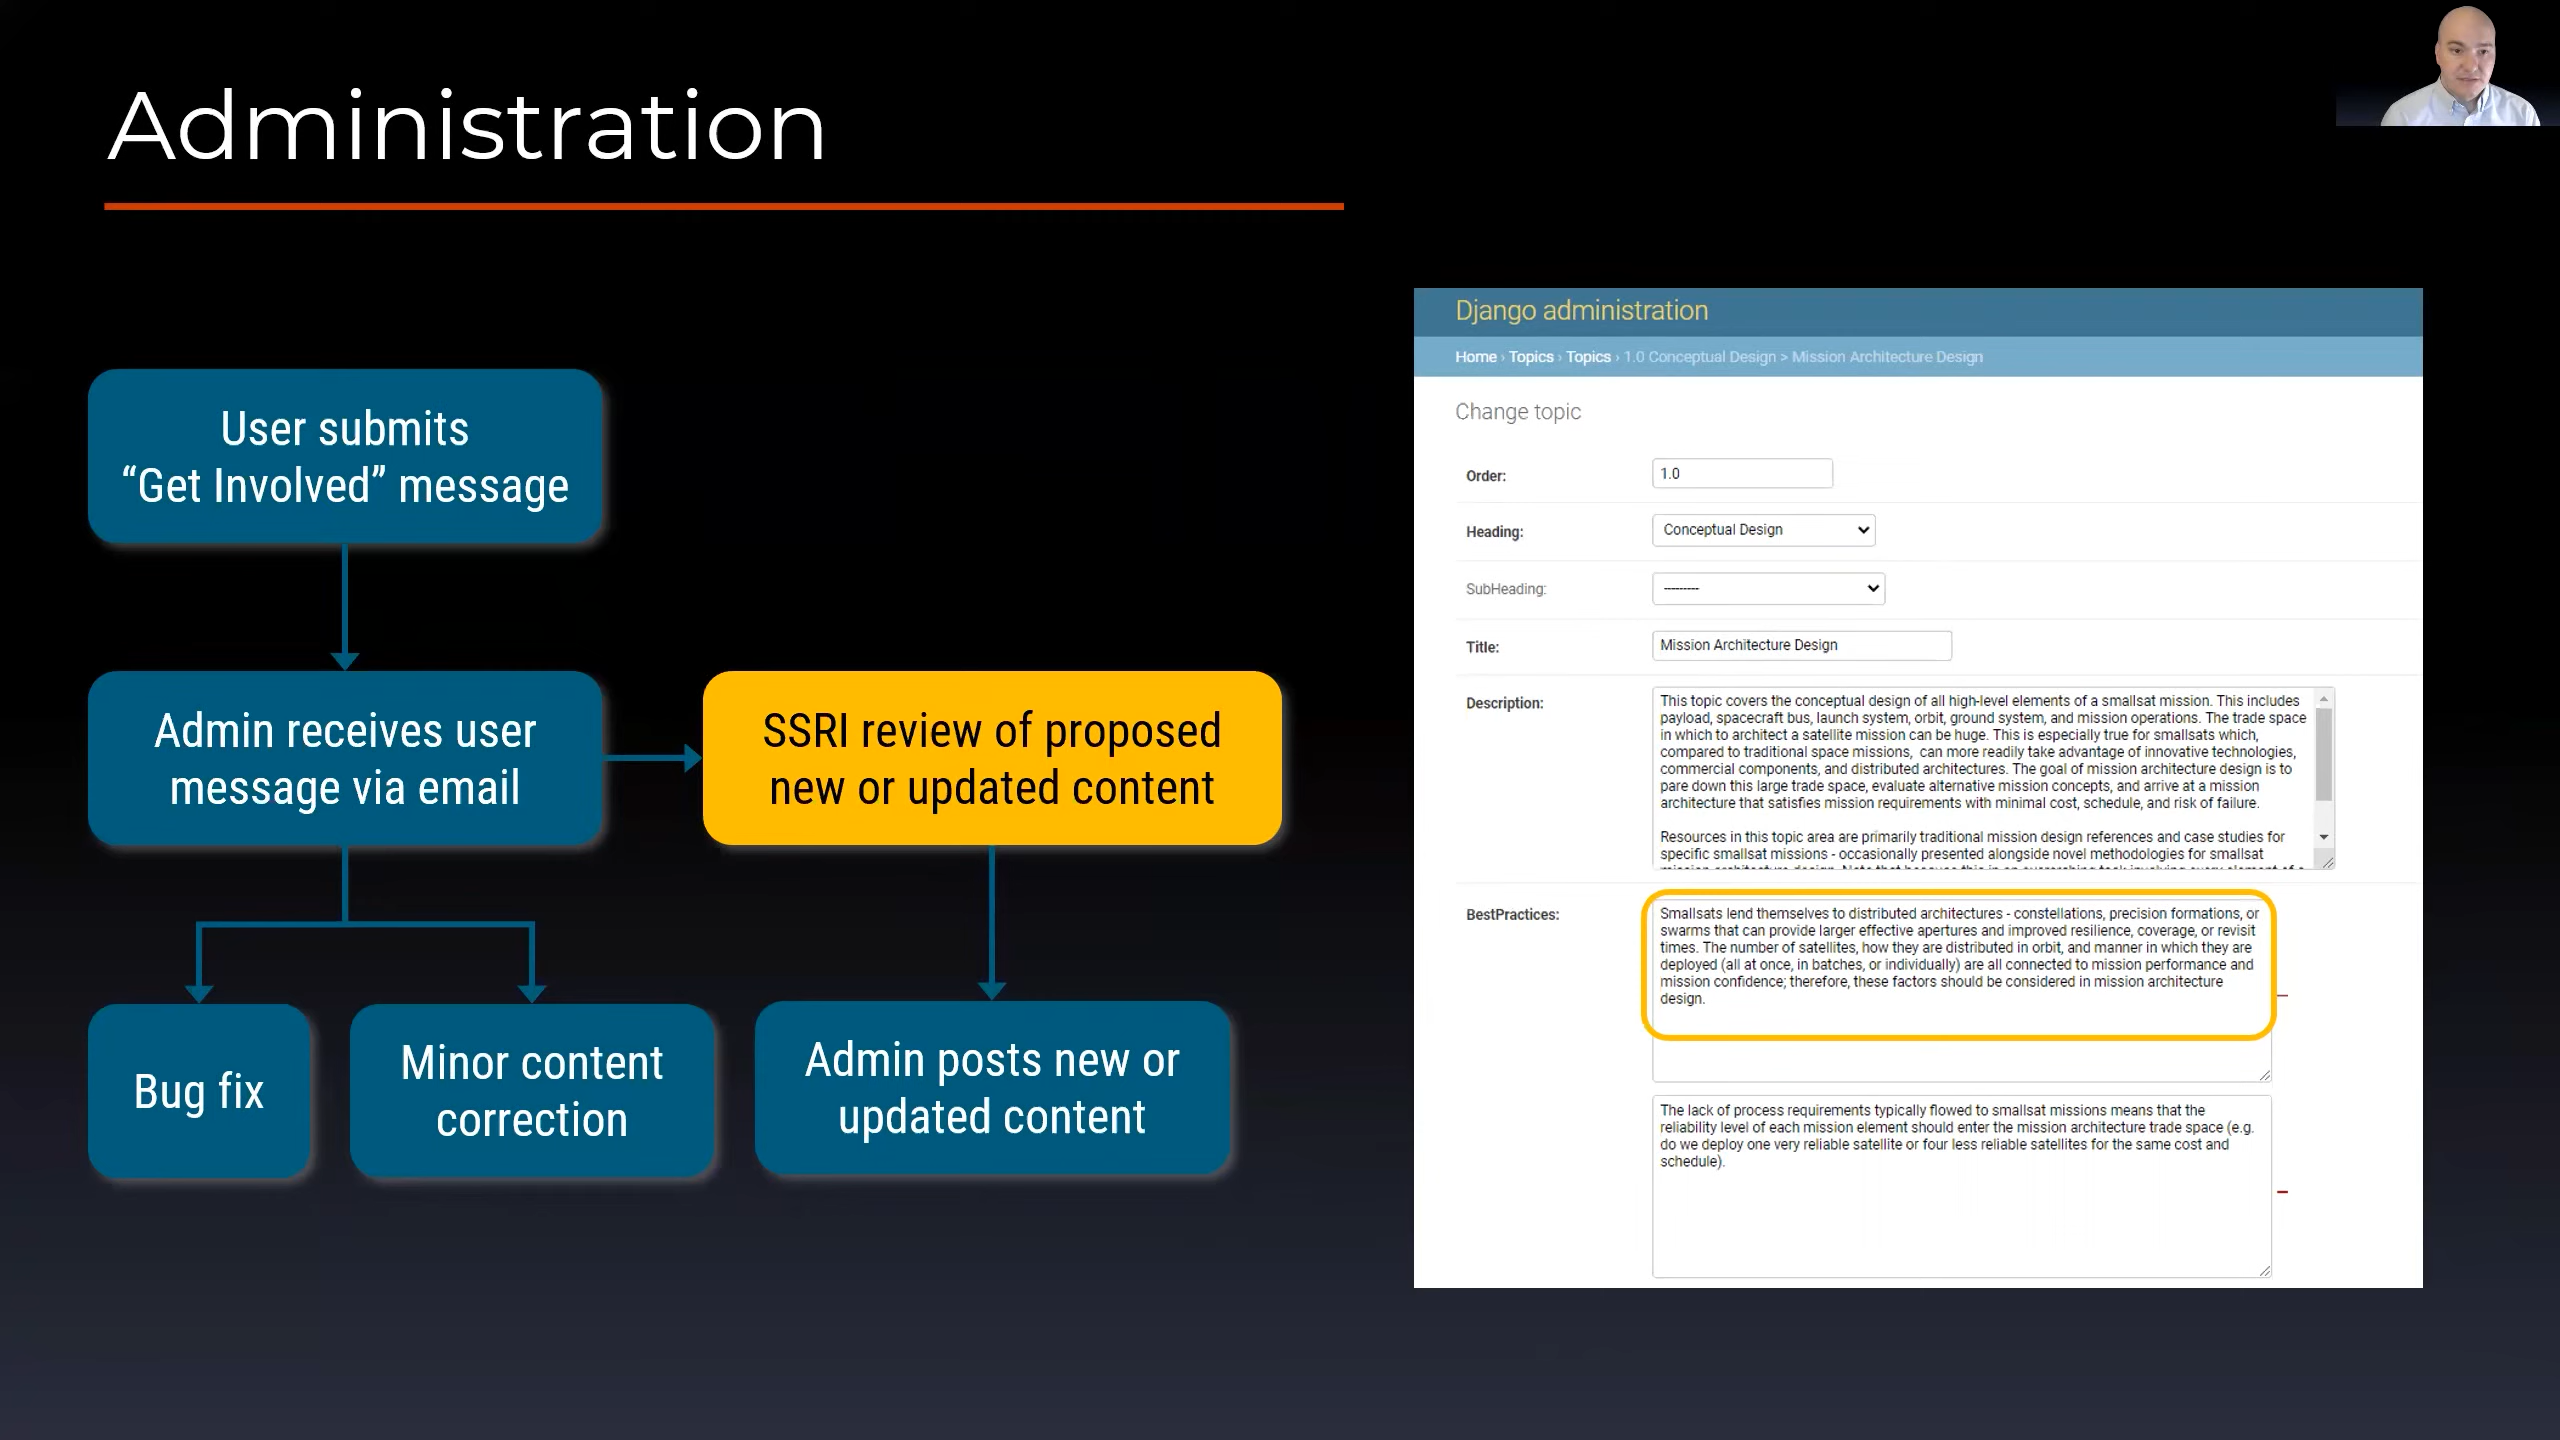 Administration
User submits
“Get Involved” message
Admin receives user
message via email
SSRI review of proposed
new or updated content
Bug fix
Minor content
correction
Admin posts new or
updated content
Django administration
Home › Topics › Topics › 1.0 Conceptual Design > Mission Architecture Design
Change topic
Order:
1.0
Heading:
Conceptual Design
SubHeading:
---------
Title:
Mission Architecture Design
Description:
This topic covers the conceptual design of all high-level elements of a smallsat mission. This includes
payload, spacecraft bus, launch system, orbit, ground system, and mission operations. The trade space
in which to architect a satellite mission can be huge. This is especially true for smallsats which,
compared to traditional space missions, can more readily take advantage of innovative technologies,
commercial components, and distributed architectures. The goal of mission architecture design is to
pare down this large trade space, evaluate alternative mission concepts, and arrive at a mission
architecture that satisfies mission requirements with minimal cost, schedule, and risk of failure.
Resources in this topic area are primarily traditional mission design references and case studies for
specific smallsat missions - occasionally presented alongside novel methodologies for smallsat
BestPractices:
Smallsats lend themselves to distributed architectures - constellations, precision formations, or
swarms that can provide larger effective apertures and improved resilience, coverage, or revisit
times. The number of satellites, how they are distributed in orbit, and manner in which they are
deployed (all at once, in batches, or individually) are all connected to mission performance and
mission confidence; therefore, these factors should be considered in mission architecture
design.
The lack of process requirements typically flowed to smallsat missions means that the
reliability level of each mission element should enter the mission architecture trade space (e.g.
do we deploy one very reliable satellite or four less reliable satellites for the same cost and
schedule).